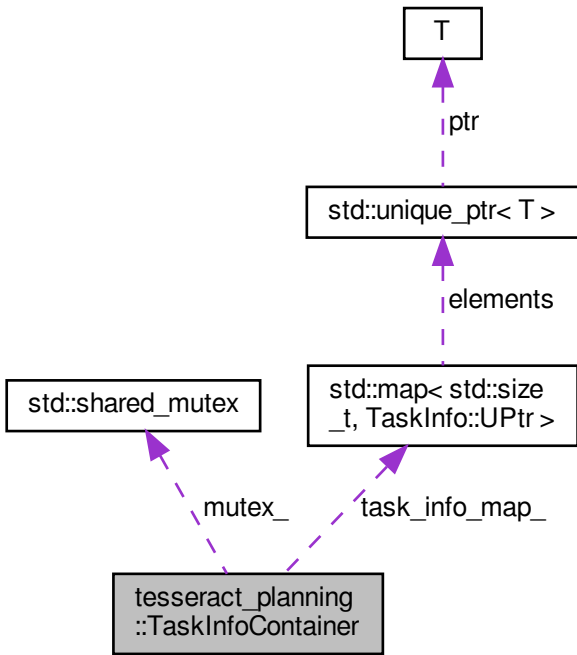 T
ptr
std::unique_ptr< T >
elements
std::shared_mutex
std::map< std::size
_t, TaskInfo::UPtr >
mutex_
task_info_map_
tesseract_planning
::TaskInfoContainer